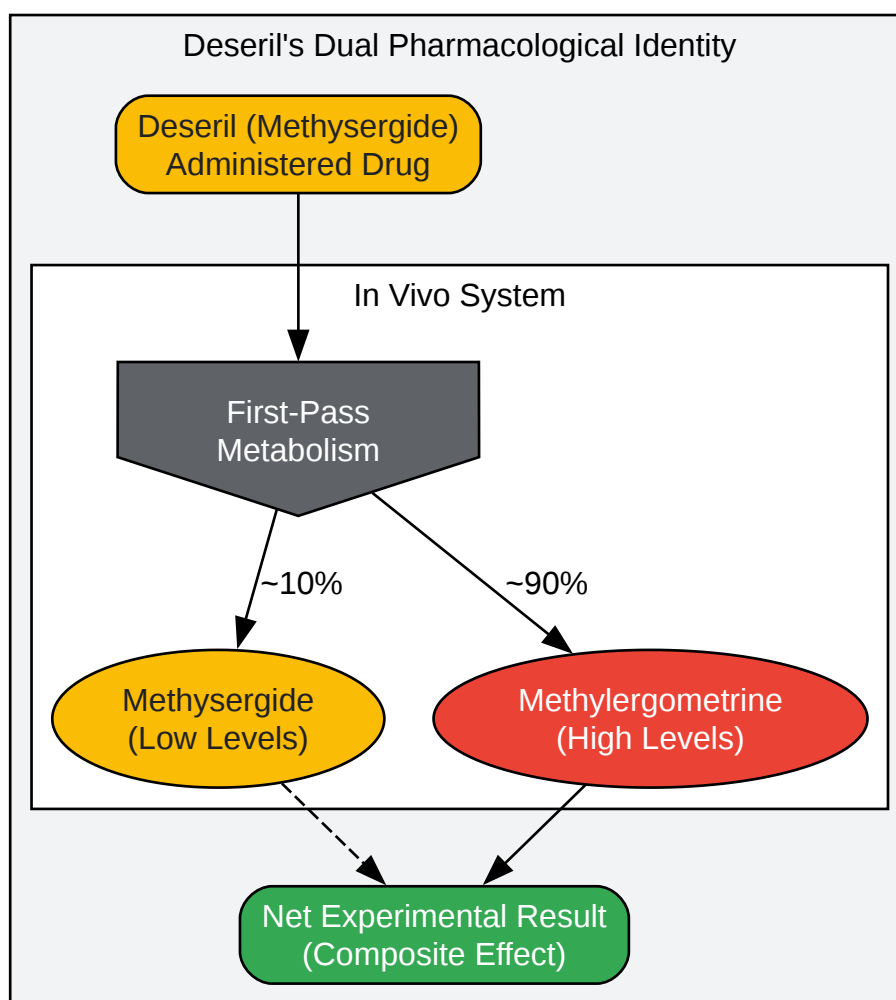 Deseril's Dual Pharmacological Identity
Deseril (Methysergide)
Administered Drug
In Vivo System
First-Pass
Metabolism
~10%
~90%
Methysergide
(Low Levels)
Methylergometrine
(High Levels)
Net Experimental Result
(Composite Effect)